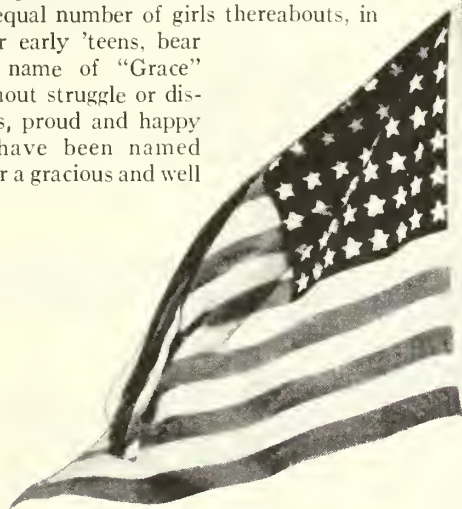 equal number of girls thereabouts, in
r early 'teens, bear
name of “Grace”
out struggle or dis-
s, proud and happy
have been named
r a gracious and well